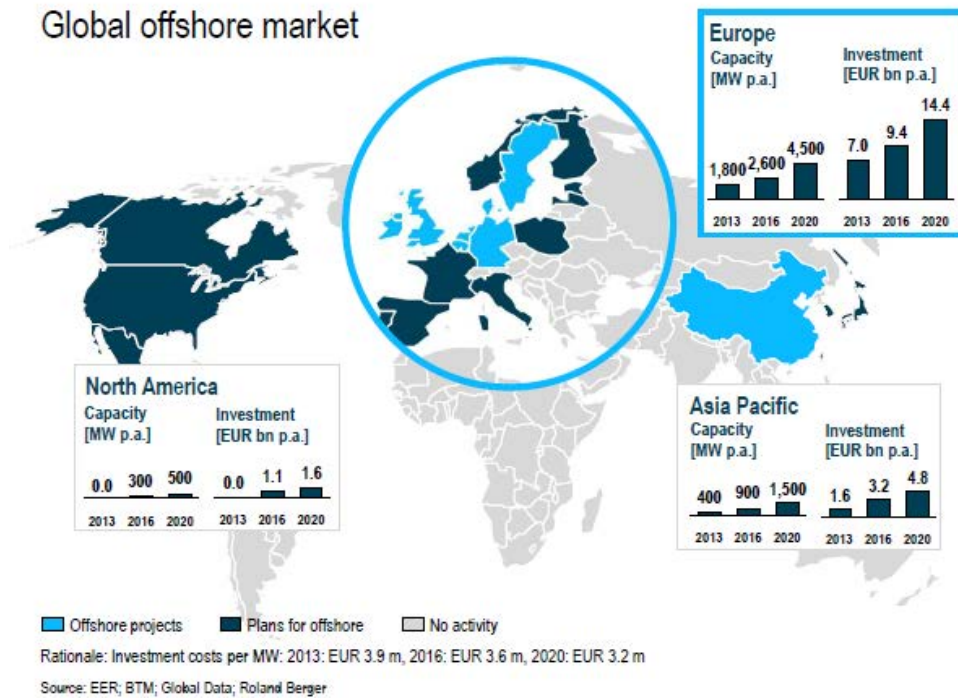 Global offshore market
Europe
Capacity Investment
[MW p.a.] [EUR bn p.a.]
14.4
9.4
4,500 7.0
1,800 2,600
2013 2016 2020 2013 2016 2020
North America
Capacity Investment
[MW p.a.] [EUR bn p.a.]
0.0 300 500 0.0 1.1 1.6
2013 2016 2020 2013 2016 2020
Asia Pacific
Capacity Investment
[MW p.a.] [EUR bn p.a.]
400 900 1,500 1.6 3.2 4.8
2013 2016 2020 2013 2016 2020
Offshore projects Plans for offshore No activity
Rationale: Investment costs per MW: 2013: EUR 3.9 m, 2016: EUR 3.6 m, 2020: EUR 3.2 m
Source: EER; BTM; Global Data; Roland Berger